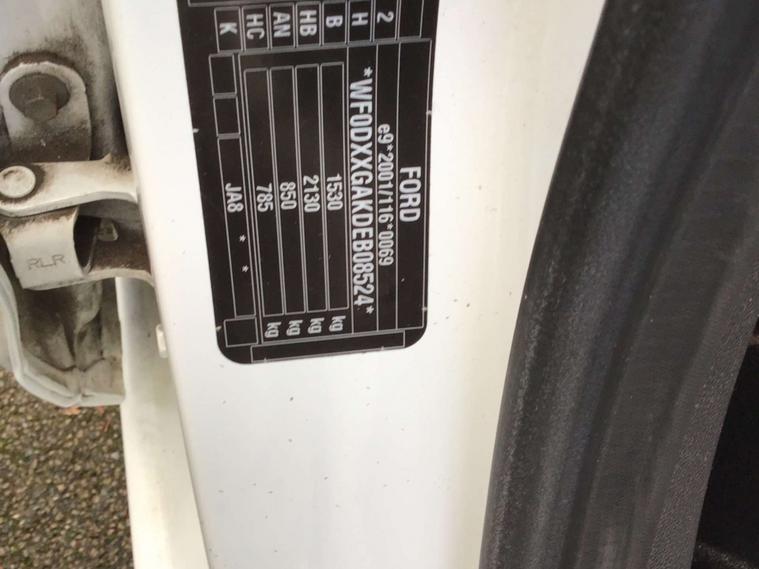 FORD
2 e9*2001/116*0069
H *WF0DXXGAKDEB08524*
B 1530 kg
HB 2130 kg
AN 850 kg
HC 785 kg
K JA8 * *
RLR